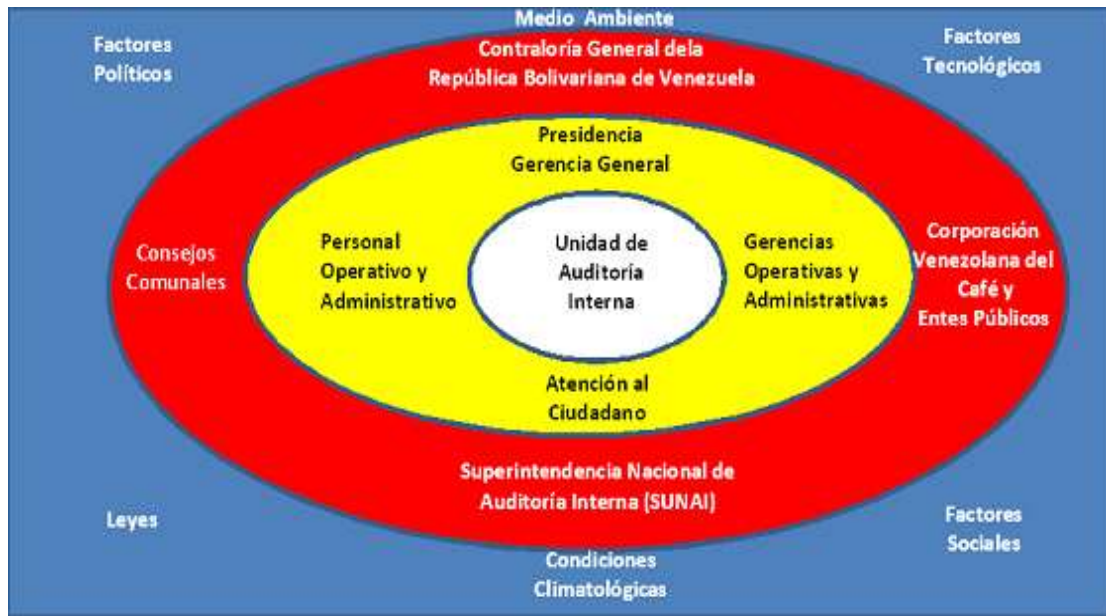 Medio Ambiente
Factores
Políticos
Contraloría General dela
República Bolivariana de Venezuela
Factores
Tecnológicos
Presidencia
Gerencia General
Consejos
Comunales
Personal
Operativo y
Administrativo
Unidad de
Auditoría
Interna
Gerencias
Operativas y
Administrativas
Corporación
Venezolana del
Café y
Entes Públicos
Atención al
Ciudadano
Superintendencia Nacional de
Auditoría Interna (SUNAI)
Leyes
Condiciones
Climatológicas
Factores
Sociales